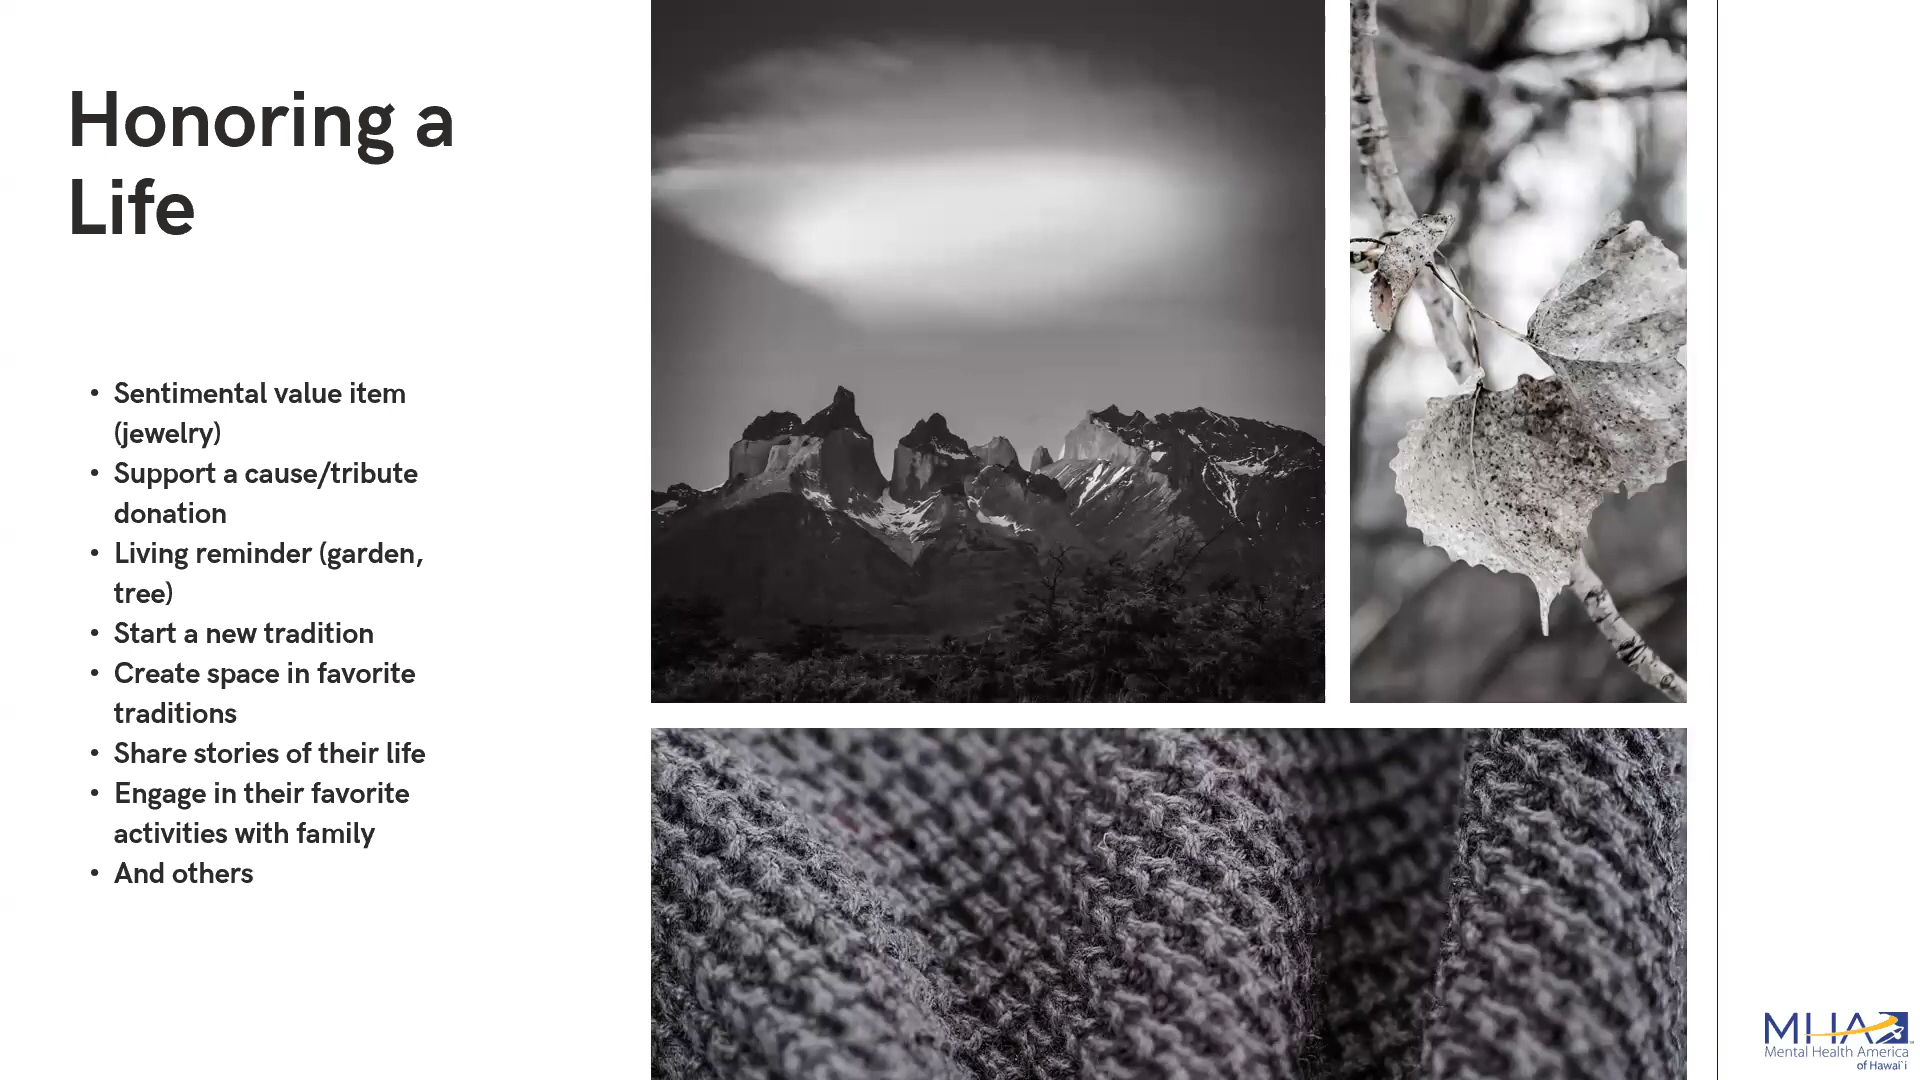 Honoring a
Life
• Sentimental value item
(jewelry)
• Support a cause/tribute
donation
• Living reminder (garden,
tree)
• Start a new tradition
• Create space in favorite
traditions
• Share stories of their life
• Engage in their favorite
activities with family
• And others
MHA
Mental Health America
of Hawai`i